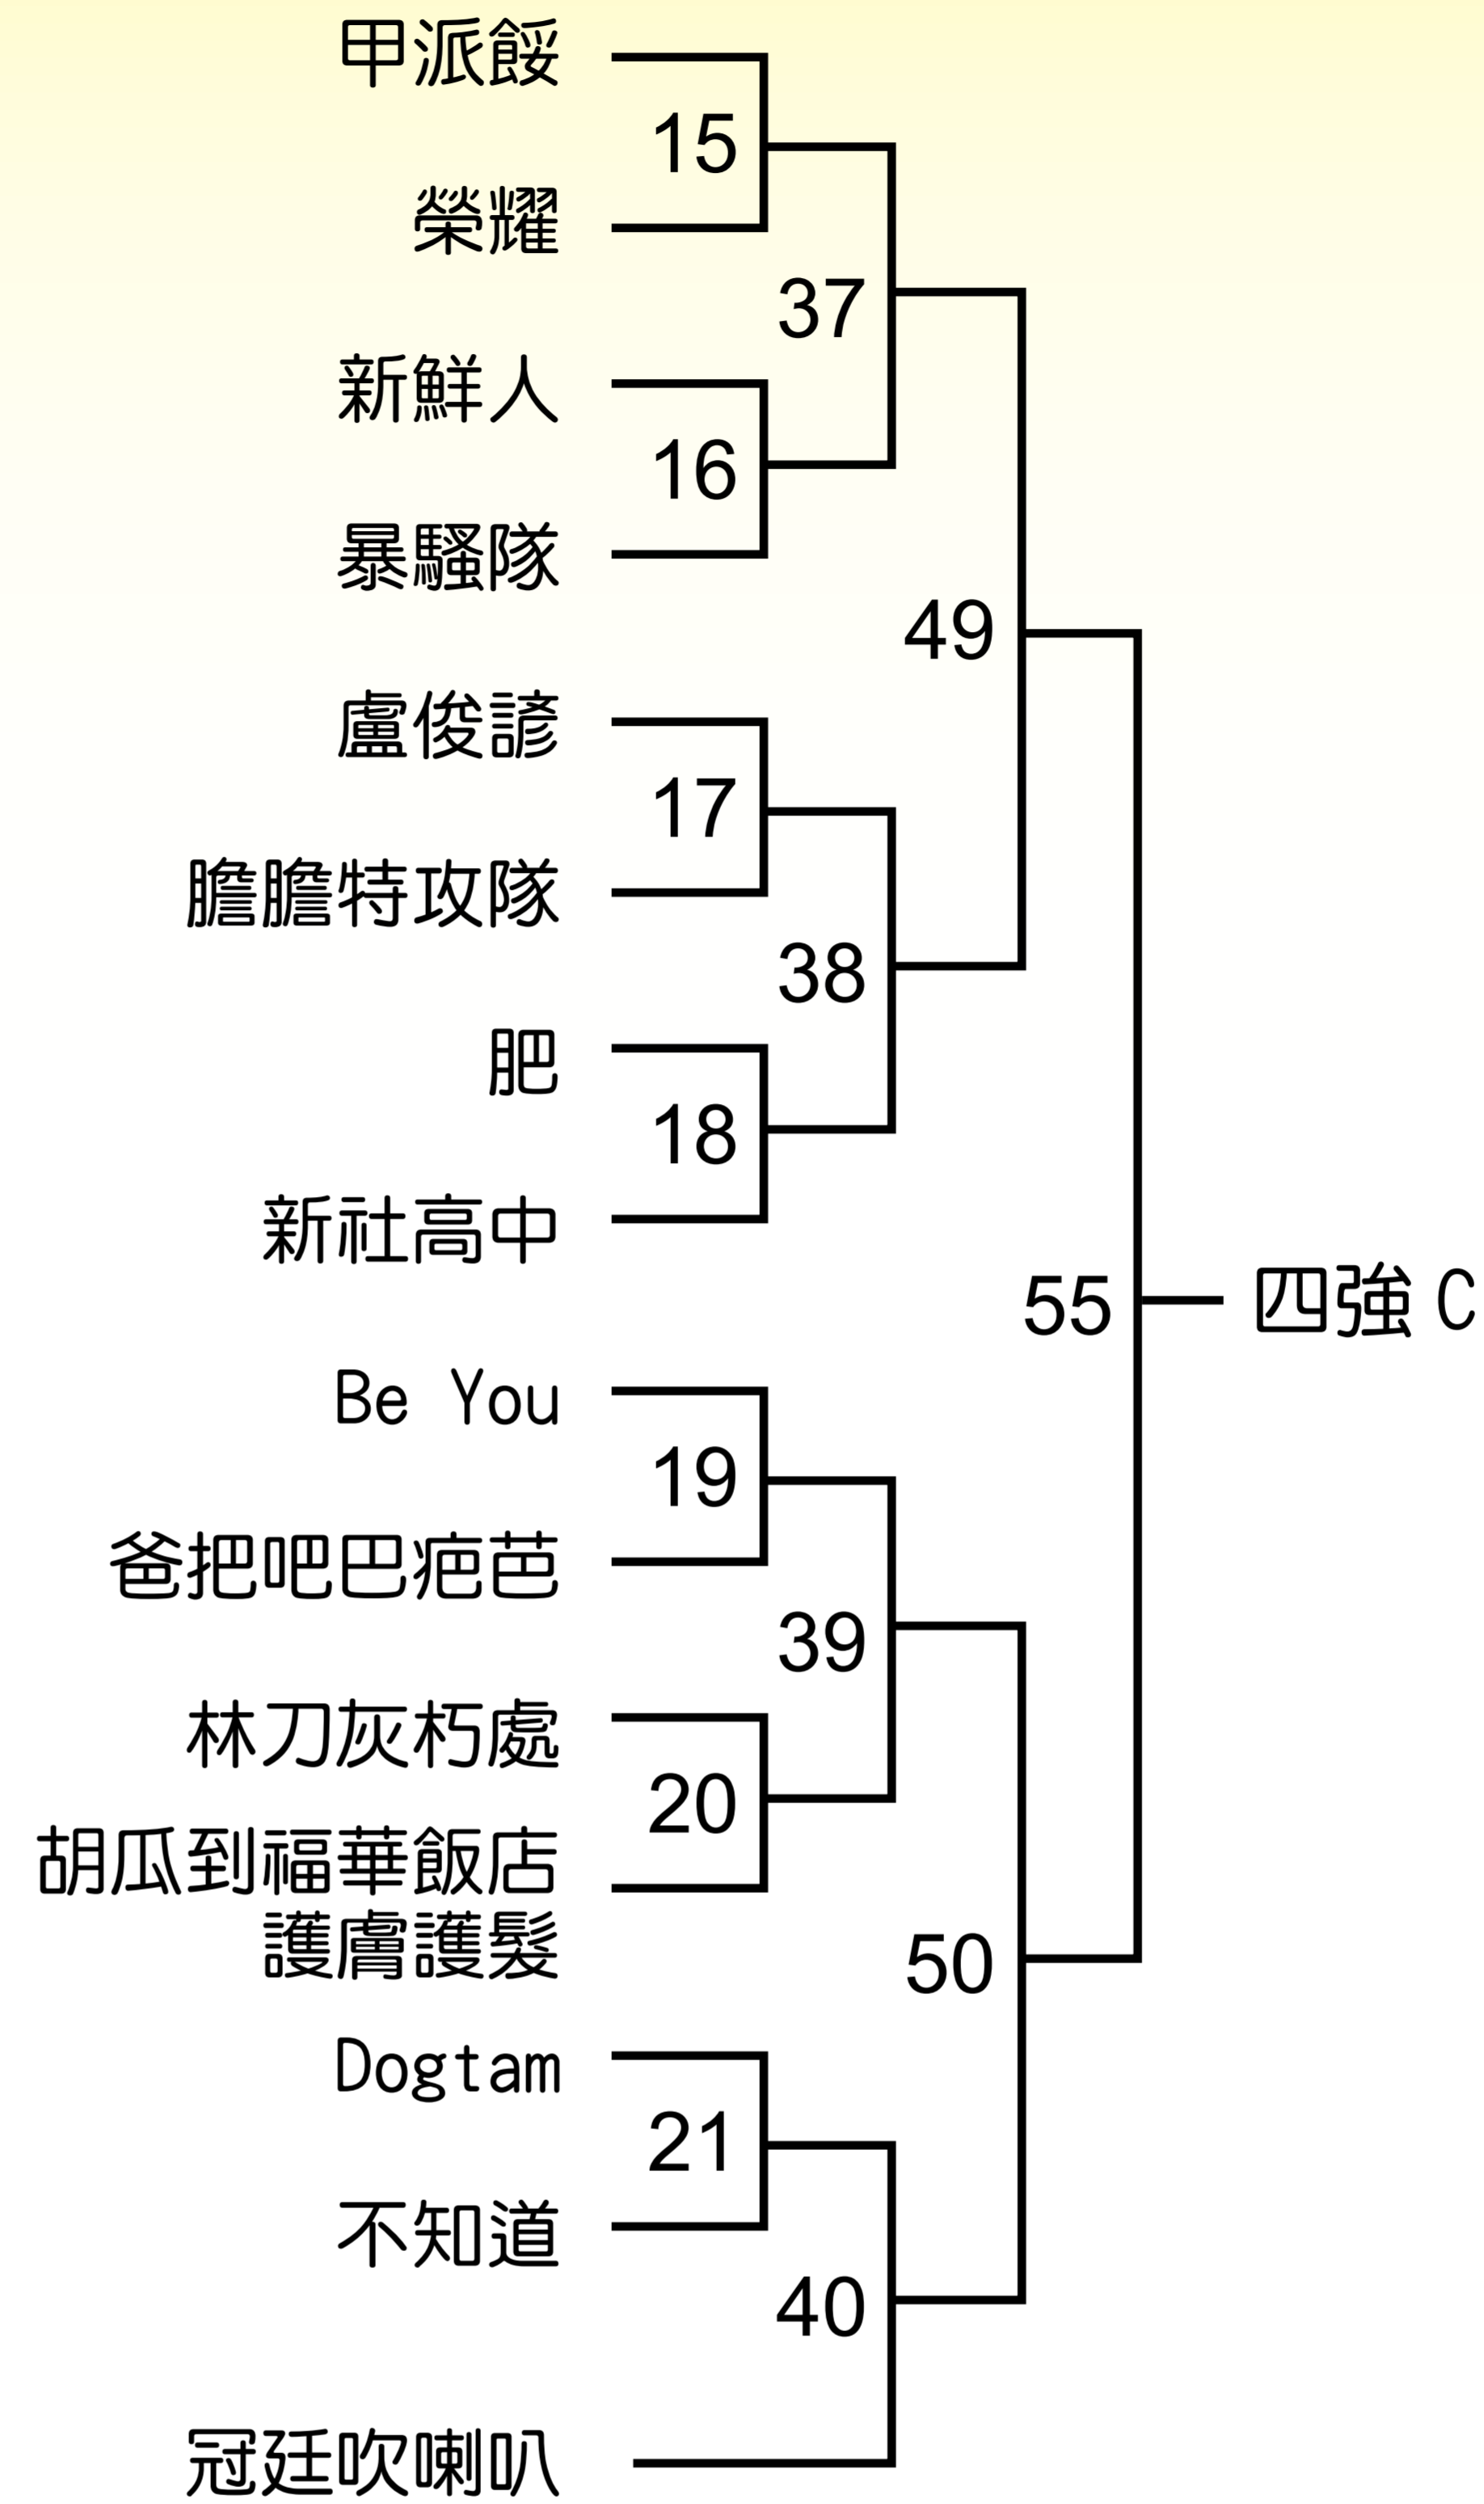 甲派餿
15
榮耀
37
新鮮人
16
暴騷隊
49
盧俊諺
17
膽膽特攻隊
38
肥
18
新社高中
55
四強 C
Be You
19
爸把吧巴疤芭
39
林刀灰朽處
20
胡瓜到福華飯店
護膚護髮
50
Dogtam
21
不知道
40
冠廷吹喇叭